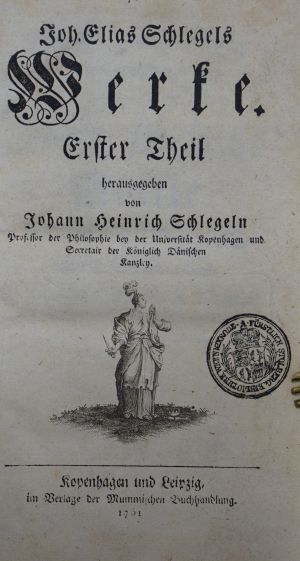 Joh. Elias Schlegels
Werke.
Erster Theil
herausgegeben
von
Johann Heinrich Schlegeln
Professor der Philosophie bey der Universität Kopenhagen und
Secretair der Königlich Dänischen
Kanzley.
Kopenhagen und Leipzig,
im Verlage der Mummischen Buchhandlung.
1761